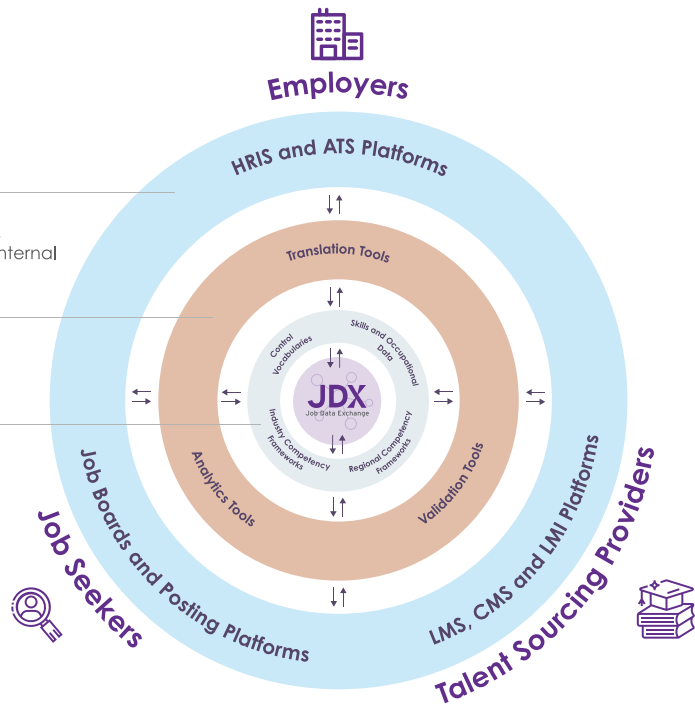 Employers
HRIS and ATS Platforms
nternal
Translation Tools
Control
Vocabularies
Skills and Occupational
Data
JDX
Job Data Exchange
Industry Competency
Frameworks
Regional Competency
Frameworks
Analytics Tools
Validation Tools
Job Boards and Posting Platforms
LMS, CMS and LMI Platforms
Job Seekers
Talent Sourcing Providers